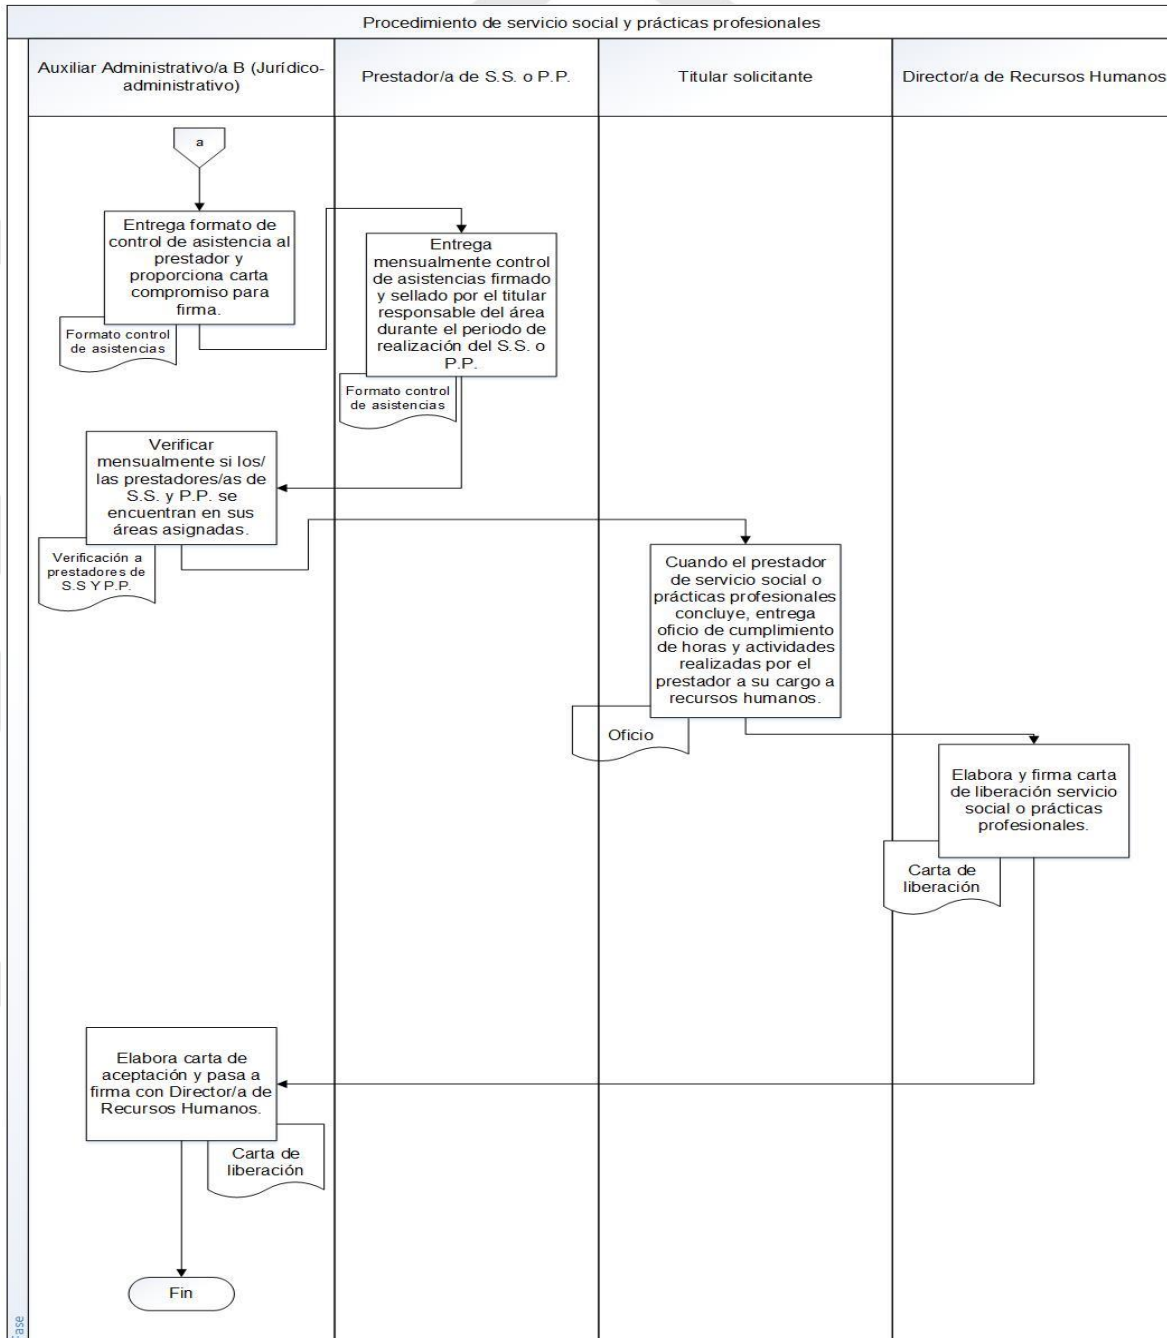 Procedimiento de servicio social y prácticas profesionales
Auxiliar Administrativo/a B (Jurídico-
administrativo)
Prestador/a de S.S. o P.P.
Titular solicitante
Director/a de Recursos Humanos
a
Entrega formato de
control de asistencia al
prestador y
proporciona carta
compromiso para
firma.
Formato control
de asistencias
Entrega
mensualmente control
de asistencias firmado
y sellado por el titular
responsable del área
durante el periodo de
realización del S.S. o
P.P.
Formato control
de asistencias
Verificar
mensualmente si los/
las prestadores/as de
S.S. y P.P. se
encuentran en sus
áreas asignadas.
Verificación a
prestadores de
S.S Y P.P.
Cuando el prestador
de servicio social o
prácticas profesionales
concluye, entrega
oficio de cumplimiento
de horas y actividades
realizadas por el
prestador a su cargo a
recursos humanos.
Oficio
Elabora y firma carta
de liberación servicio
social o prácticas
profesionales.
Carta de
liberación
Elabora carta de
aceptación y pasa a
firma con Director/a de
Recursos Humanos.
Carta de
liberación
Fin
Fase